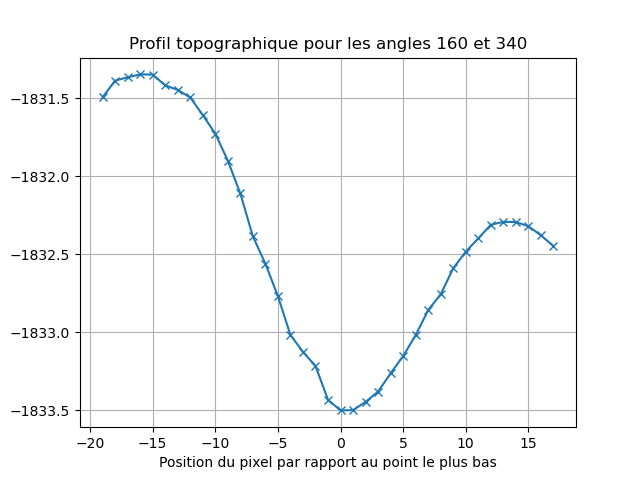 Profil topographique pour les angles 160 et 340
−1831.5
−1832.0
−1832.5
−1833.0
−1833.5
−20 −15 −10 −5 0 5 10 15
Position du pixel par rapport au point le plus bas